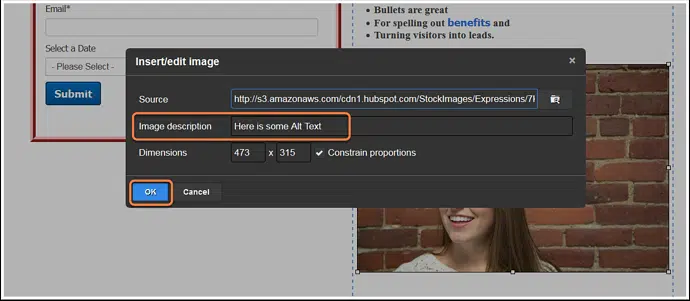 Email*
Select a Date
- Please Select -
Submit
Bullets are great
For spelling out benefits and
Turning visitors into leads.
Insert/edit image
×
Source http://s3.amazonaws.com/cdn1.hubspot.com/StockImages/Expressions/7
Image description Here is some Alt Text
Dimensions 473 x 315 Constrain proportions
OK Cancel